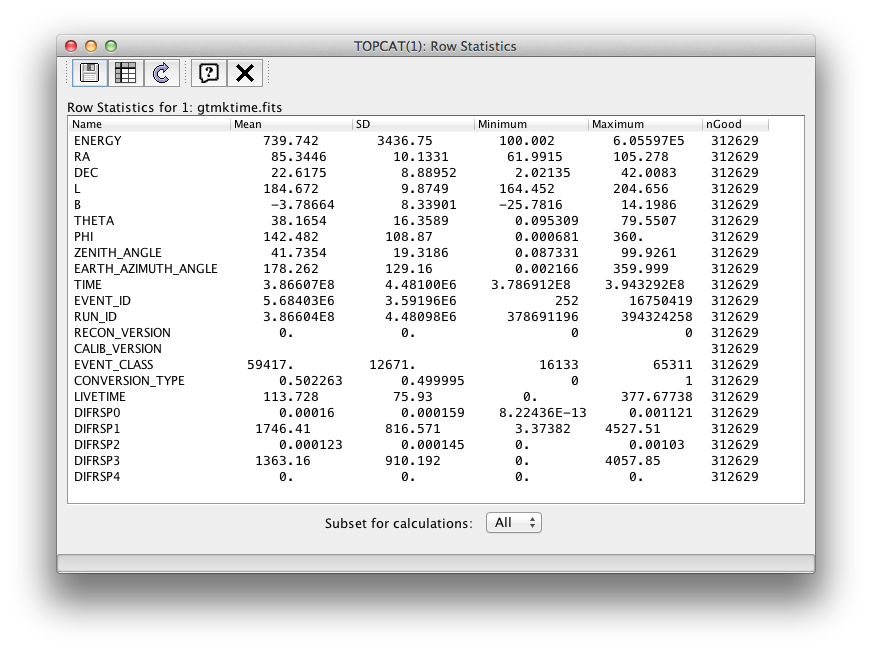 TOPCAT(1): Row Statistics
Row Statistics for 1: gtmktime.fits
Name Mean SD Minimum Maximum nGood
ENERGY 739.742 3436.75 100.002 6.05597E5 312629
RA 85.3446 10.1331 61.9915 105.278 312629
DEC 22.6175 8.88952 2.02135 42.0083 312629
L 184.672 9.8749 164.452 204.656 312629
B -3.78664 8.33901 -25.7816 14.1986 312629
THETA 38.1654 16.3589 0.095309 79.5507 312629
PHI 142.482 108.87 0.000681 360. 312629
ZENITH_ANGLE 41.7354 19.3186 0.087331 99.9261 312629
EARTH_AZIMUTH_ANGLE 178.262 129.16 0.002166 359.999 312629
TIME 3.86607E8 4.48100E6 3.786912E8 3.943292E8 312629
EVENT_ID 5.68403E6 3.59196E6 252 16750419 312629
RUN_ID 3.86604E8 4.48098E6 378691196 394324258 312629
RECON_VERSION 0. 0. 0 0 312629
CALIB_VERSION 312629
EVENT_CLASS 59417. 12671. 16133 65311 312629
CONVERSION_TYPE 0.502263 0.499995 0 1 312629
LIVETIME 113.728 75.93 0. 377.67738 312629
DIFRSP0 0.00016 0.000159 8.22436E-13 0.001121 312629
DIFRSP1 1746.41 816.571 3.37382 4527.51 312629
DIFRSP2 0.000123 0.000145 0. 0.00103 312629
DIFRSP3 1363.16 910.192 0. 4057.85 312629
DIFRSP4 0. 0. 0. 0. 312629
Subset for calculations: All